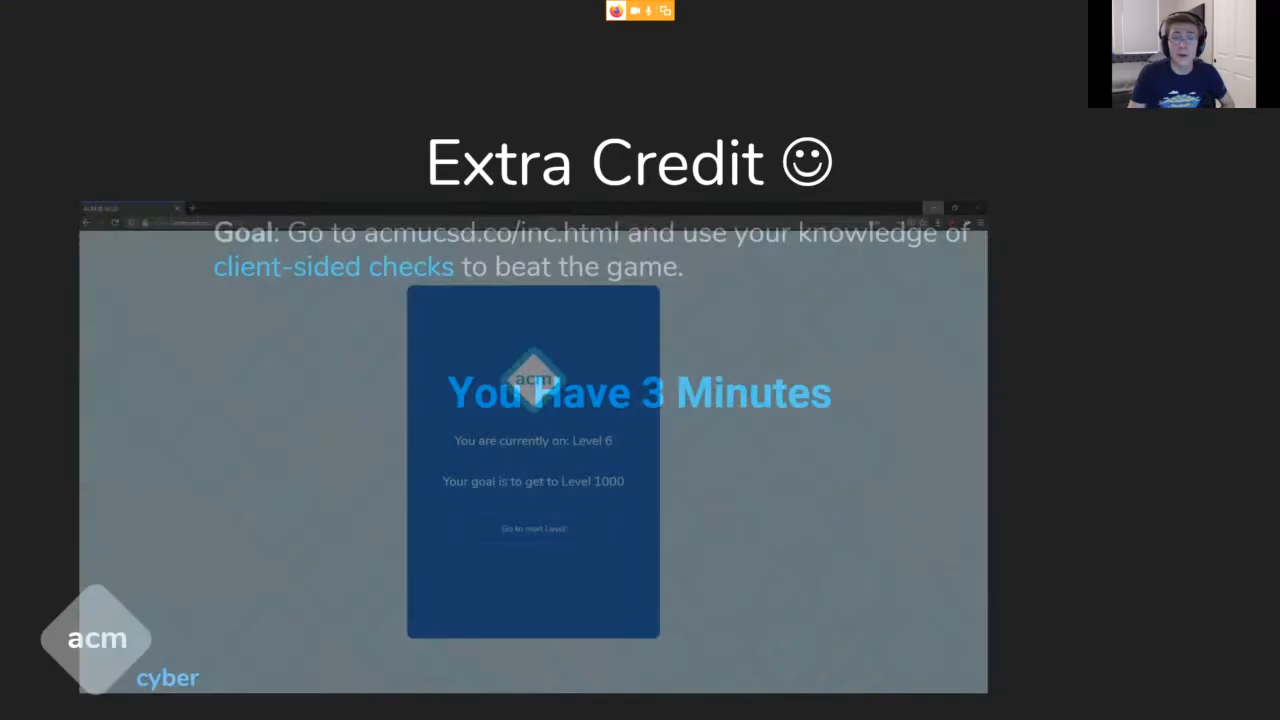 Extra Credit ☺
Goal: Go to acmucsd.co/inc.html and use your knowledge of
client-sided checks to beat the game.
acm
You Have 3 Minutes
You are currently on: Level 6
Your goal is to get to Level 1000
Go to next Level
acm
cyber